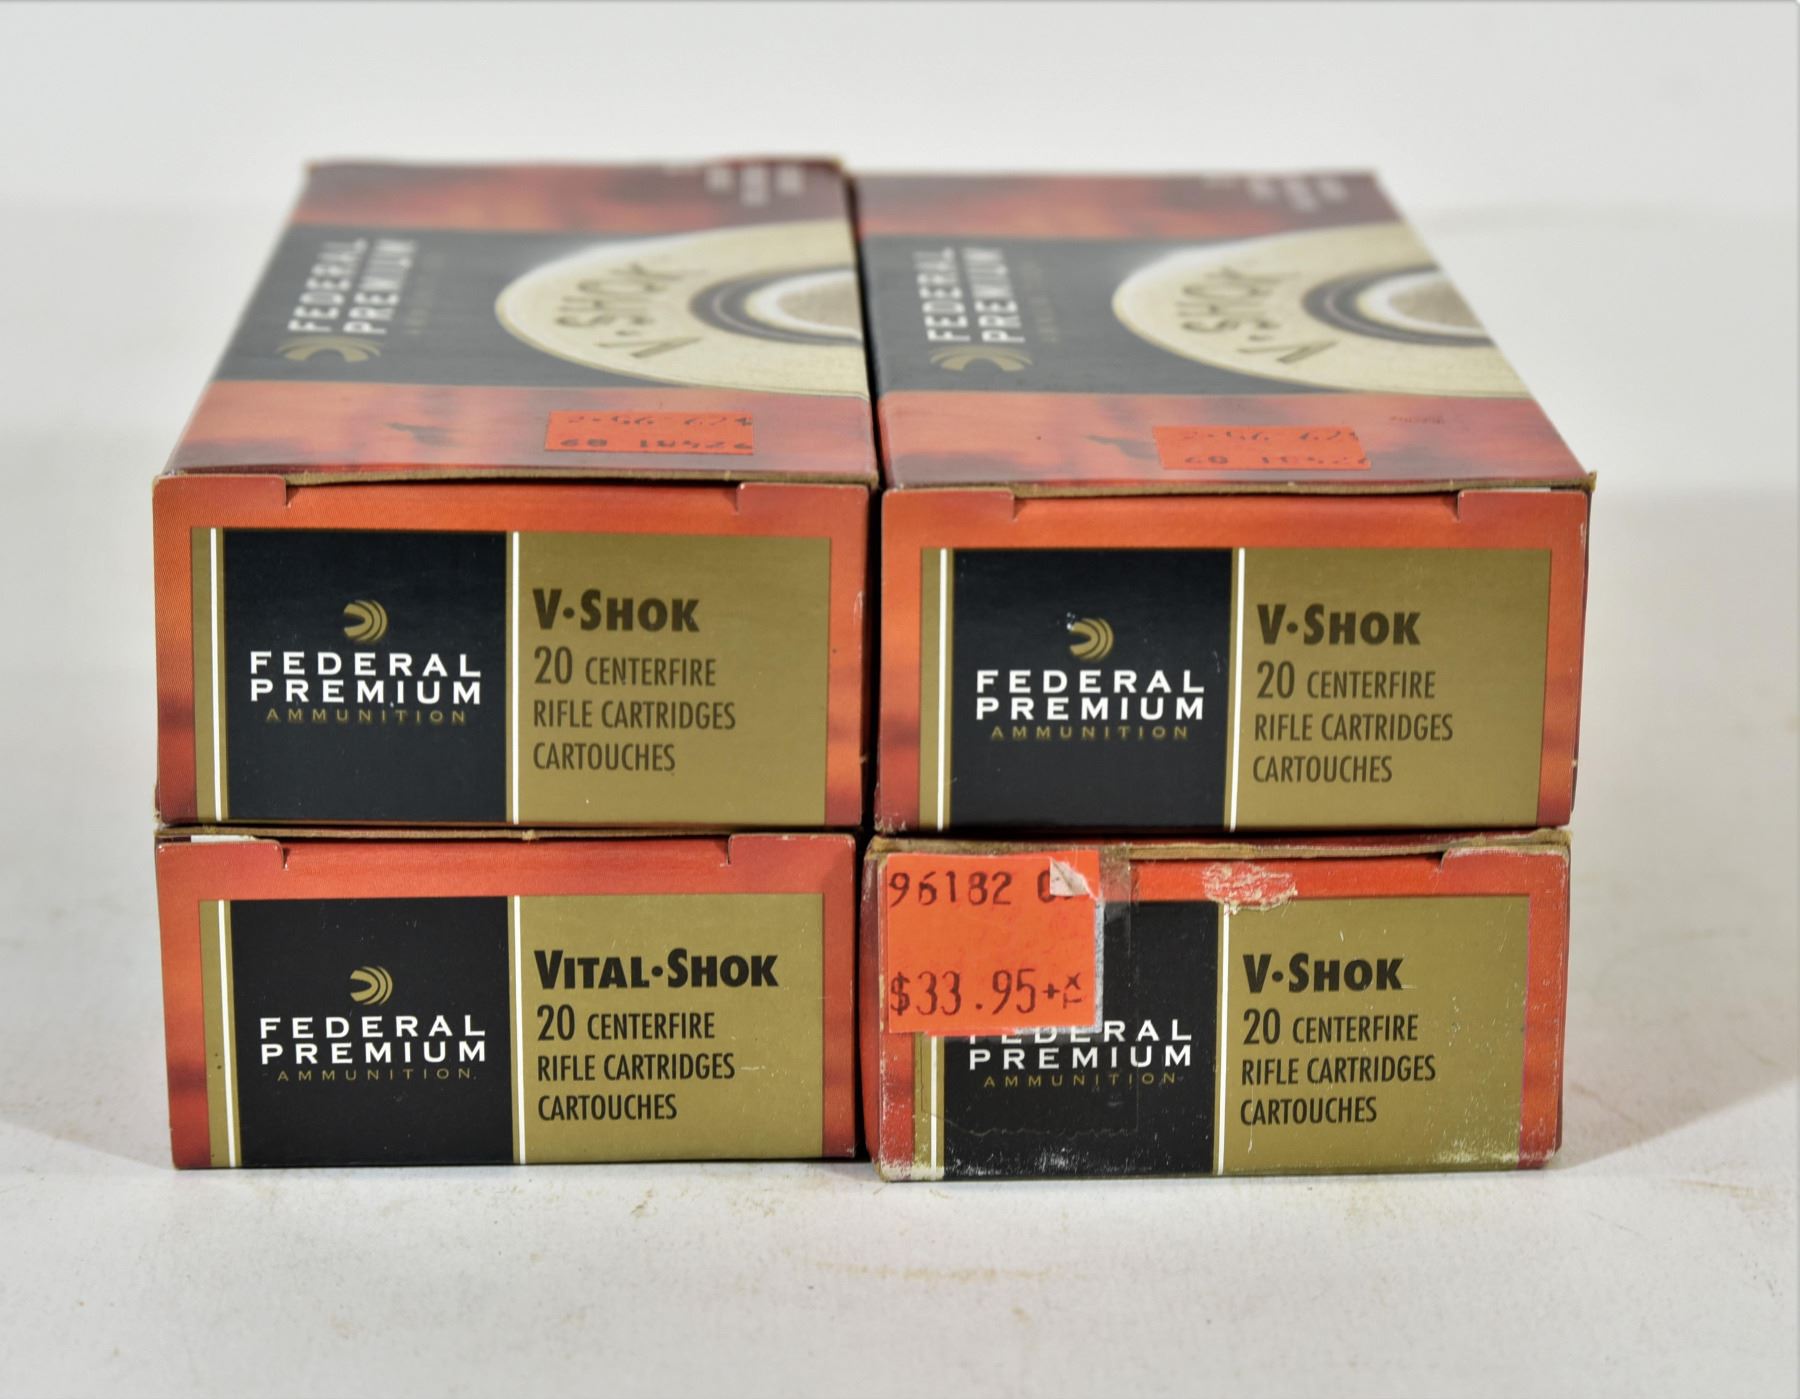 FEDERAL
PREMIUM
V•SHOK
FEDERAL
PREMIUM
V•SHOK
FEDERAL
PREMIUM
AMMUNITION
V•SHOK
20 CENTERFIRE
RIFLE CARTRIDGES
CARTOUCHES
FEDERAL
PREMIUM
AMMUNITION
V•SHOK
20 CENTERFIRE
RIFLE CARTRIDGES
CARTOUCHES
FEDERAL
PREMIUM
AMMUNITION
VITAL•SHOK
20 CENTERFIRE
RIFLE CARTRIDGES
CARTOUCHES
96182
$33.95+
FEDERAL
PREMIUM
AMMUNITION
V•SHOK
20 CENTERFIRE
RIFLE CARTRIDGES
CARTOUCHES